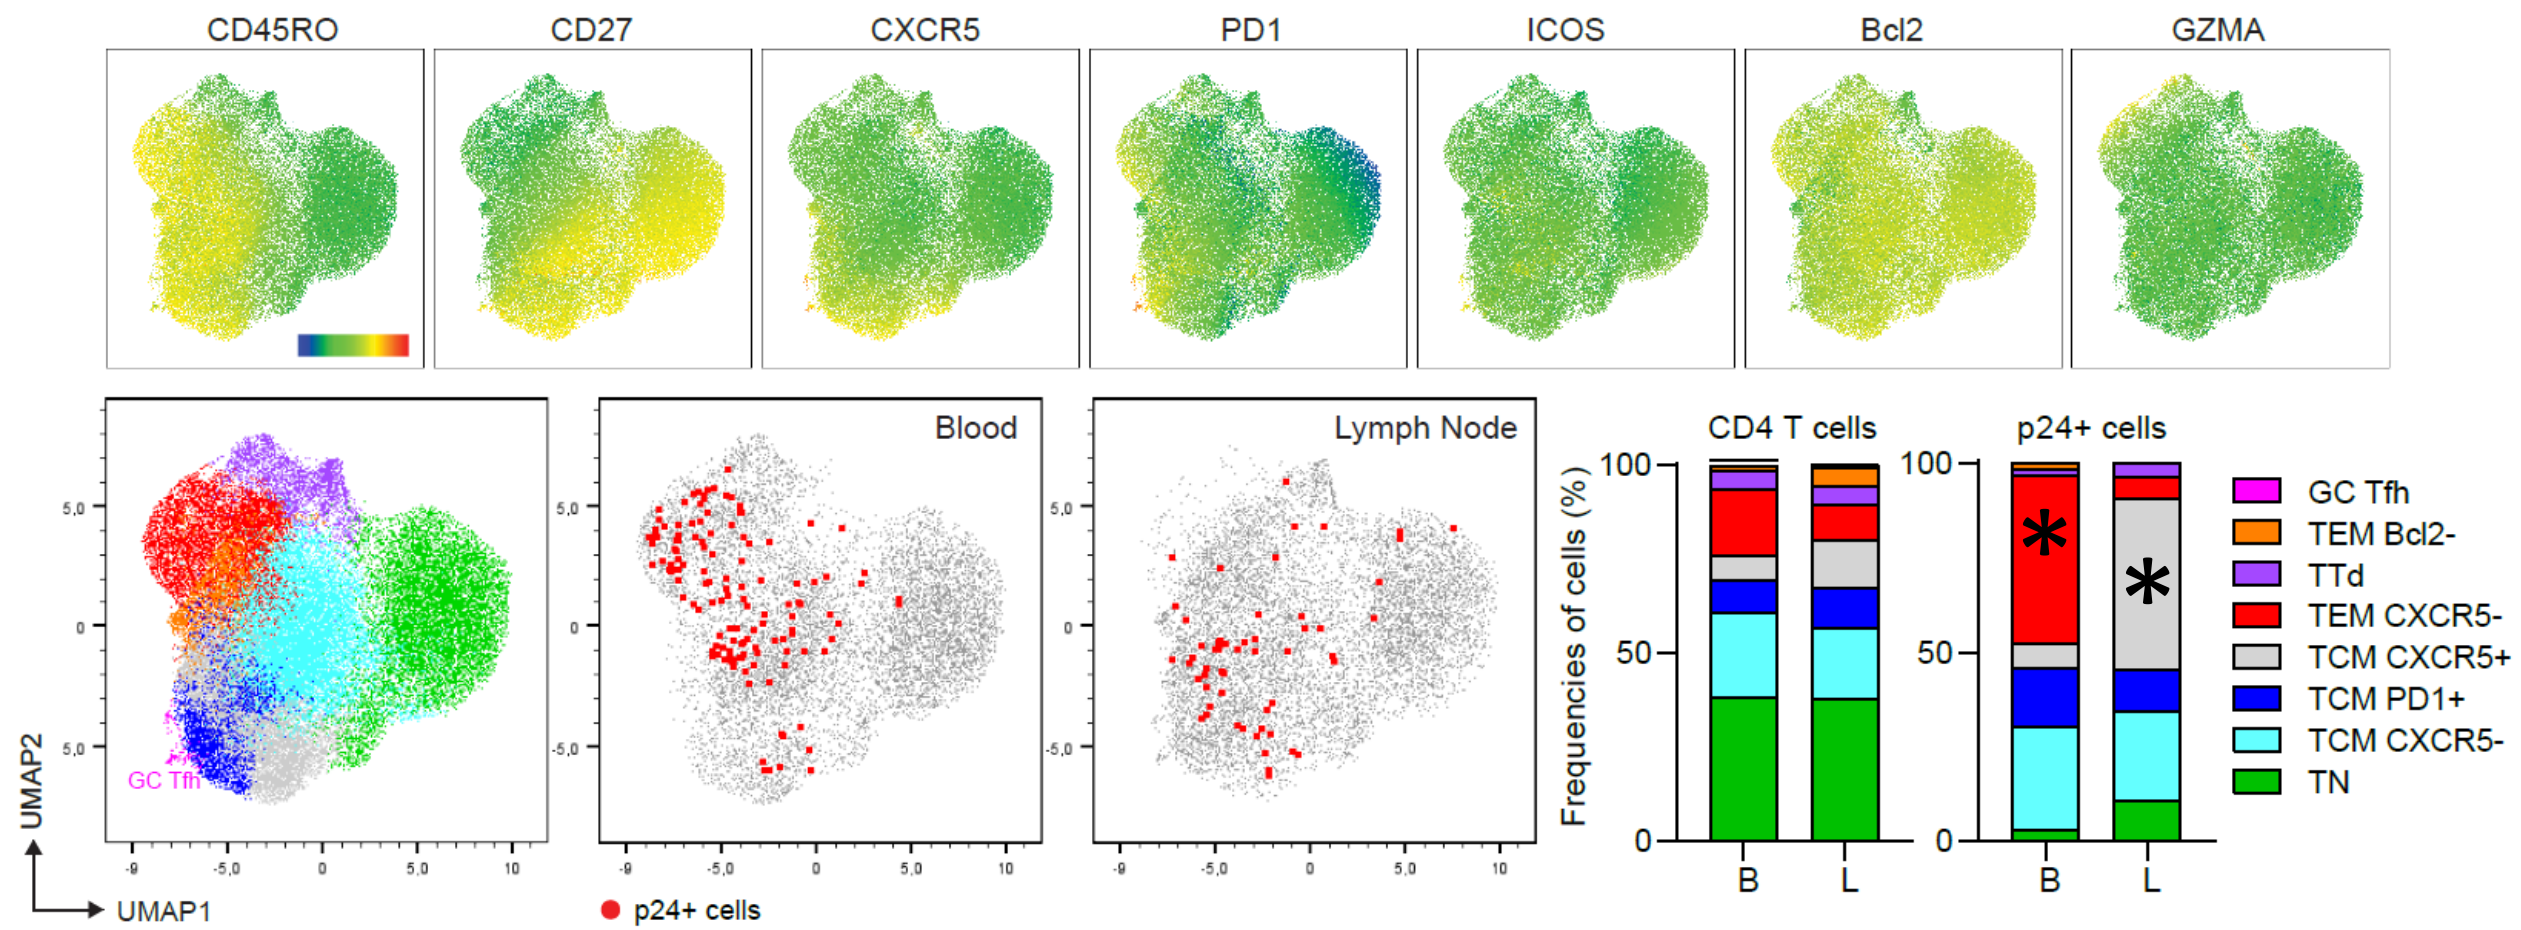 CD45RO
CD27
CXCR5
PD1
ICOS
Bcl2
GZMA
UMAP2
5,0
0
5,0
GC Tfh
-9
-5,0
0
5,0
10
UMAP1
Blood
5,0
0
-5,0
-9
-5,0
0
5,0
10
p24+ cells
Lymph Node
5,0
0
-5,0
-9
-5,0
0
5,0
10
Frequencies of cells (%)
CD4 T cells
100
50
0
B
L
p24+ cells
100
50
0
*
*
B
L
GC Tfh
TEM Bcl2-
TTd
TEM CXCR5-
TCM CXCR5+
TCM PD1+
TCM CXCR5-
TN